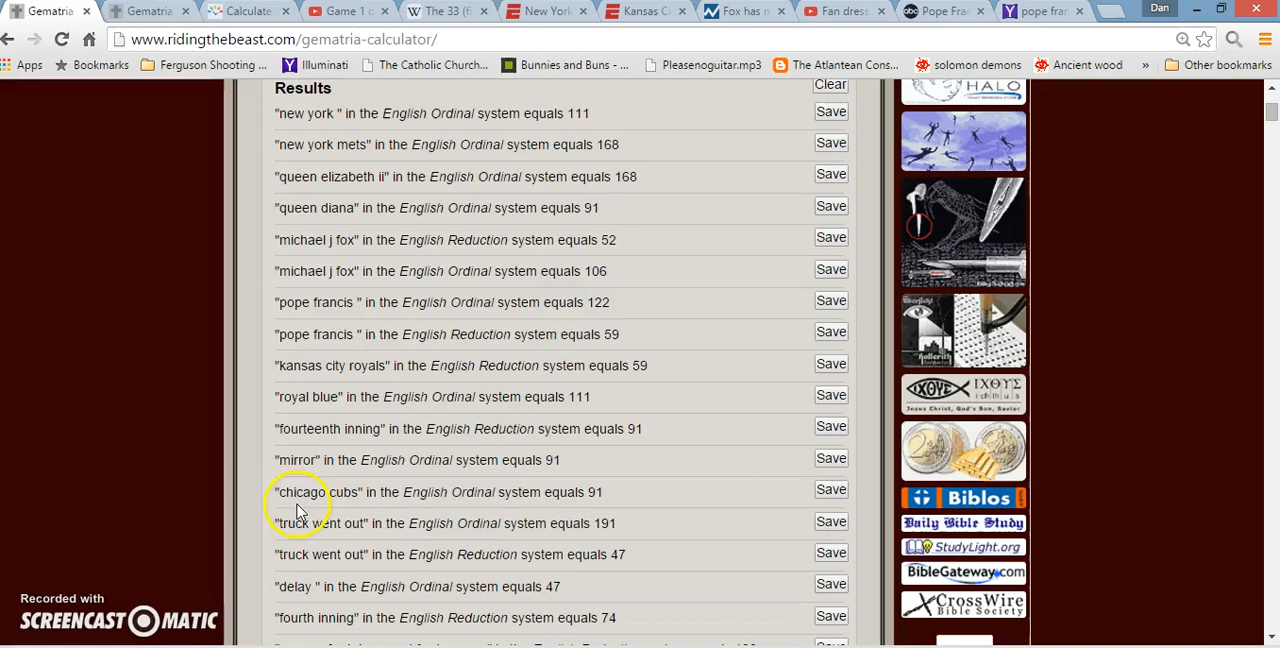 Gematria
Gematria
Calculate
Game 1 o
The 33 (fi
New York
Kansas Ci
Fox has m
Fan dress
Pope Fran
pope fran
Dan
www.ridingthebeast.com/gematria-calculator/
Apps
Bookmarks
Ferguson Shooting ...
Illuminati
The Catholic Church...
Bunnies and Buns - ...
Pleasenoguitar.mp3
The Atlantean Cons...
solomon demons
Ancient wood
»
Other bookmarks
Results
Clear
"new york " in the English Ordinal system equals 111 Save
"new york mets" in the English Ordinal system equals 168 Save
"queen elizabeth ii" in the English Ordinal system equals 168 Save
"queen diana" in the English Ordinal system equals 91 Save
"michael j fox" in the English Reduction system equals 52 Save
"michael j fox" in the English Ordinal system equals 106 Save
"pope francis " in the English Ordinal system equals 122 Save
"pope francis " in the English Reduction system equals 59 Save
"kansas city royals" in the English Reduction system equals 59 Save
"royal blue" in the English Ordinal system equals 111 Save
"fourteenth inning" in the English Reduction system equals 91 Save
"mirror" in the English Ordinal system equals 91 Save
"chicago cubs" in the English Ordinal system equals 91 Save
"truck went out" in the English Ordinal system equals 191 Save
"truck went out" in the English Reduction system equals 47 Save
"delay " in the English Ordinal system equals 47 Save
"fourth inning" in the English Reduction system equals 74 Save
HALO
ΙΧΘΥΣ
Jesus Christ, God's Son, Savior
Biblos
Daily Bible Study
StudyLight.org
BibleGateway.com
CrossWire
Bible Society
Recorded with
SCREENCAST MATIC